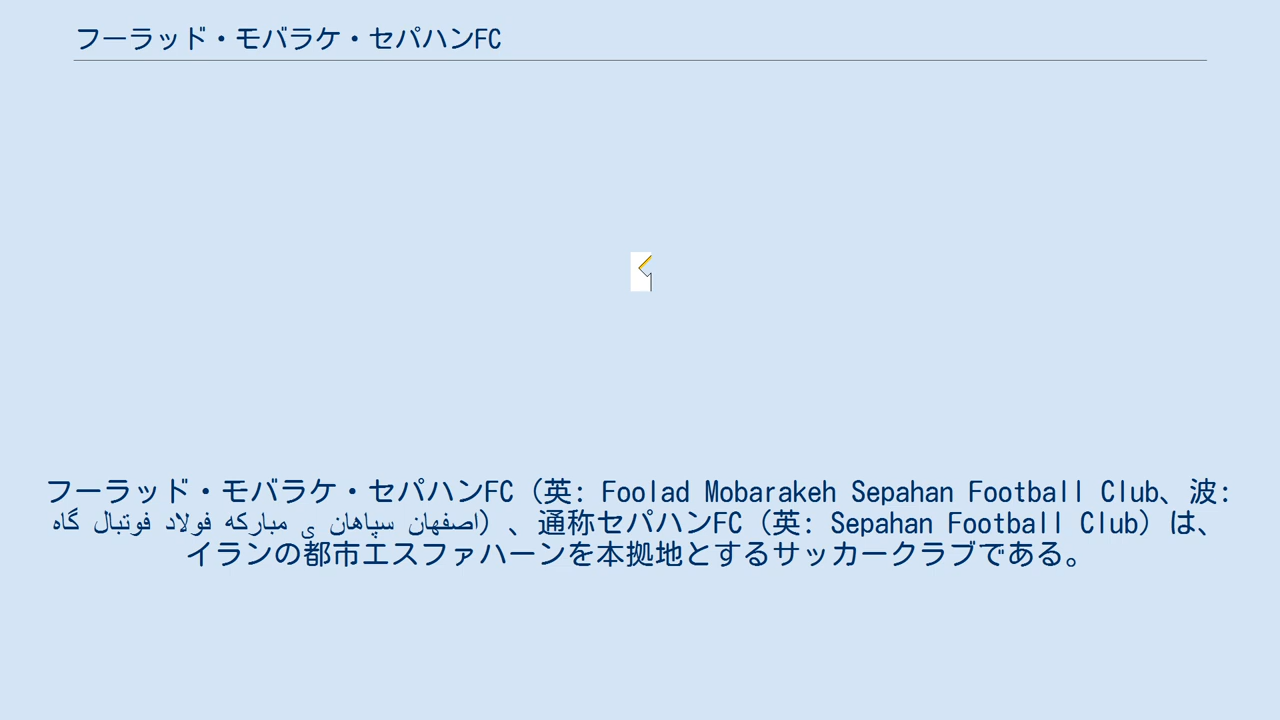 フーラッド・モバラケ・セパハンFC
フーラッド・モバラケ・セパハンFC（英: Foolad Mobarakeh Sepahan Football Club、波:
گاه فوتبال فولاد مبارکه ی سپاهان اصفهان）、通称セパハンFC（英: Sepahan Football Club）は、
イランの都市エスファハーンを本拠地とするサッカークラブである。